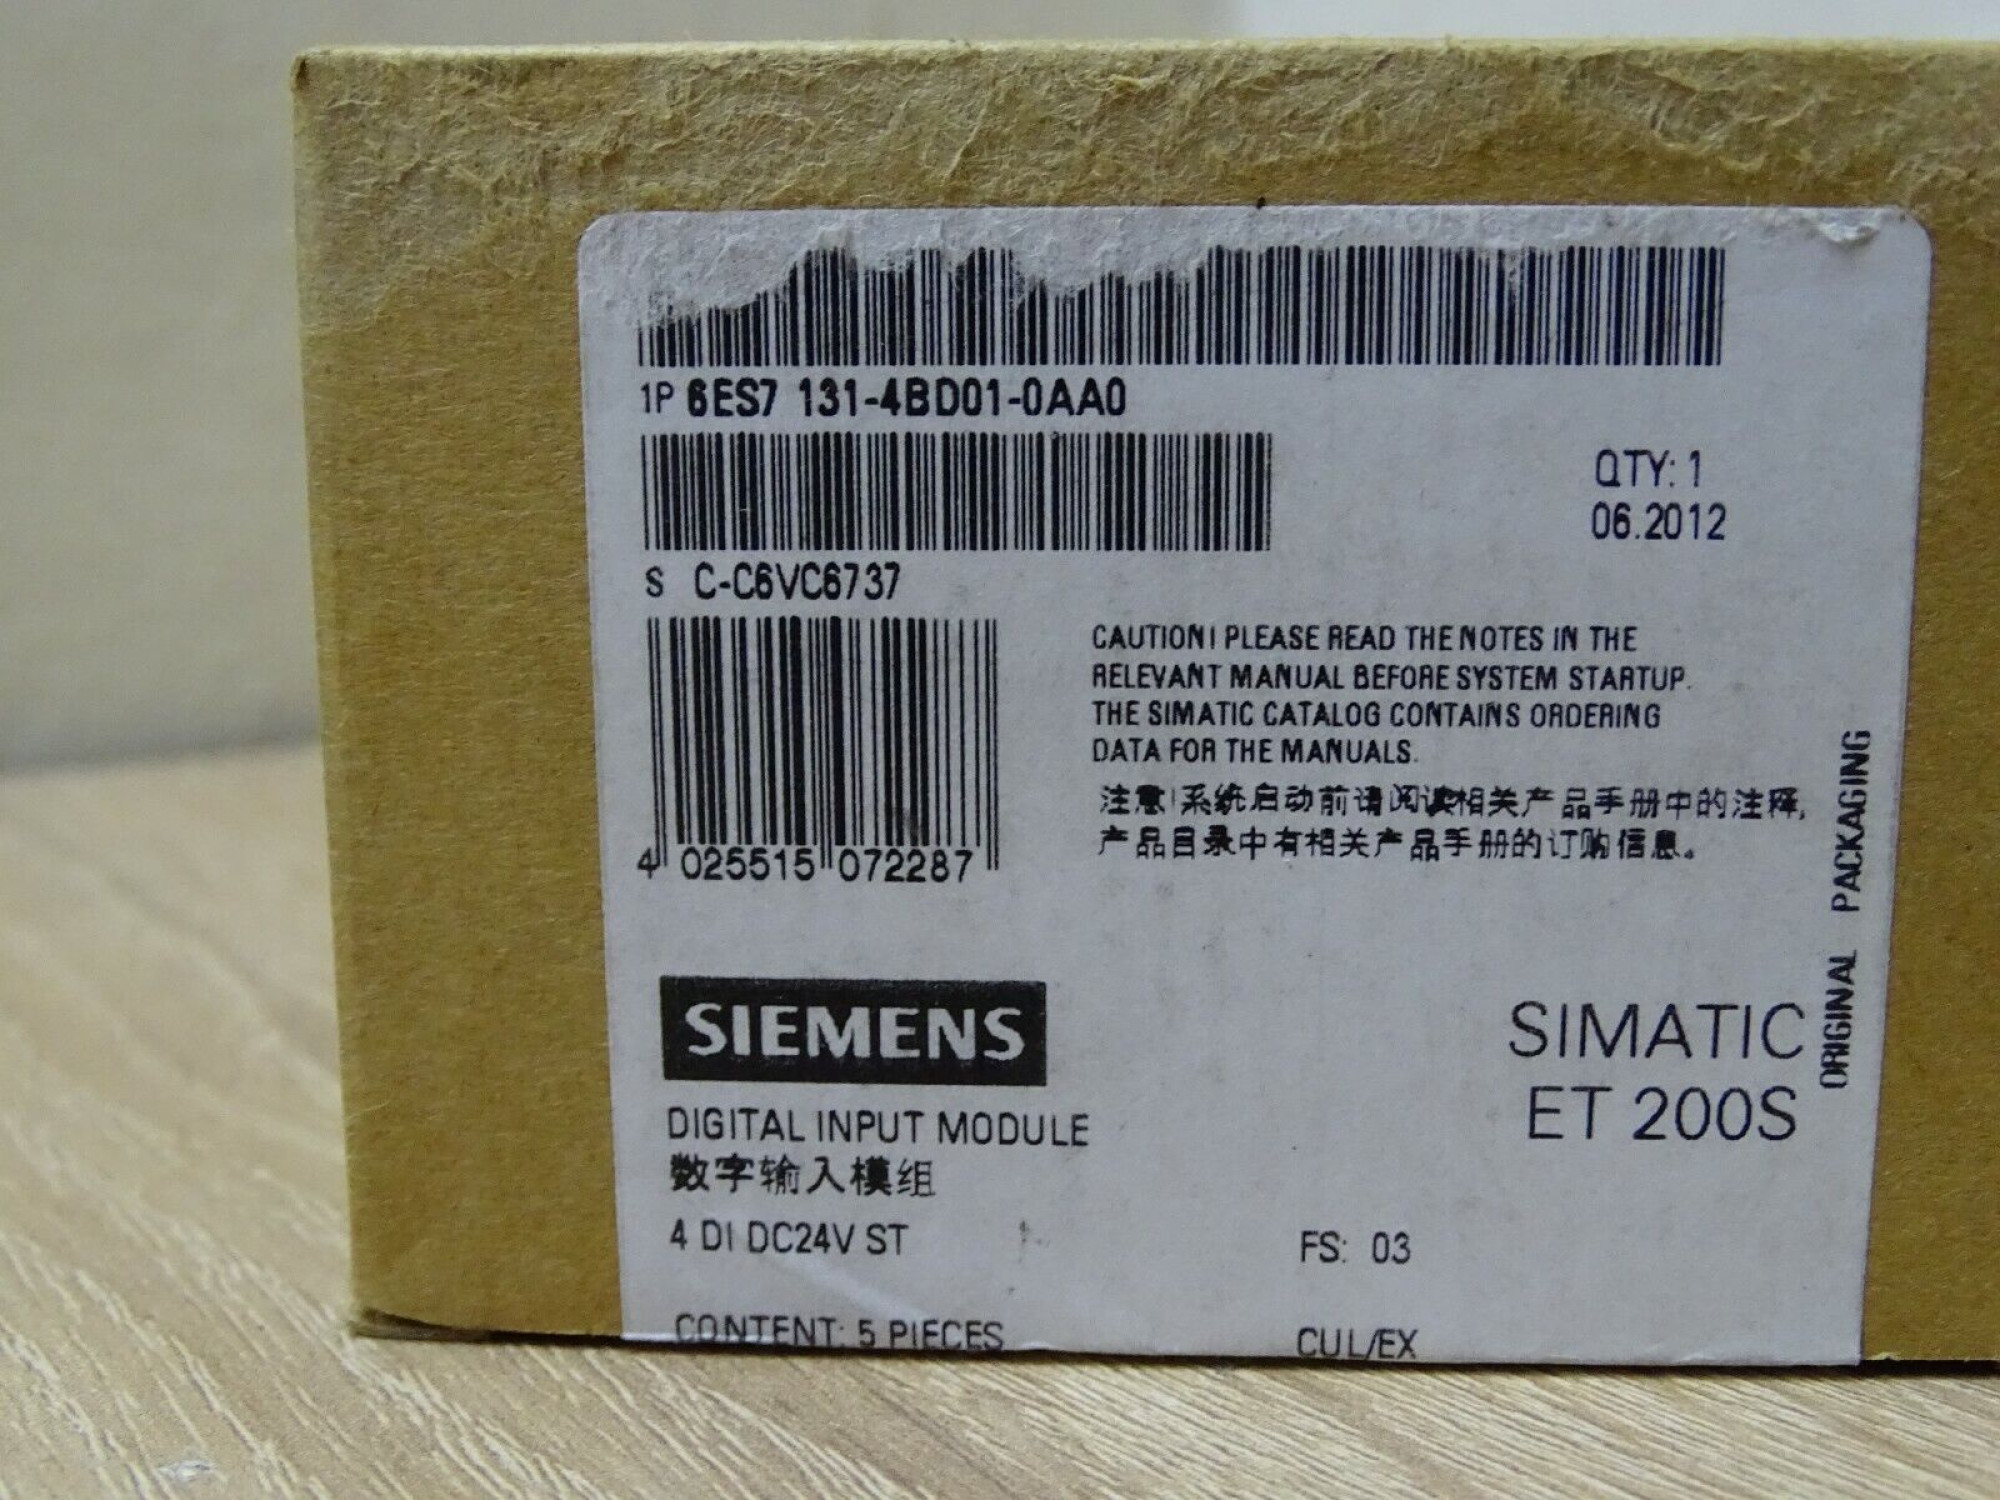 1P 6ES7 131-4BD01-0AA0
QTY: 1
06.2012
S C-C6VC6737
CAUTION! PLEASE READ THE NOTES IN THE
RELEVANT MANUAL BEFORE SYSTEM STARTUP.
THE SIMATIC CATALOG CONTAINS ORDERING
DATA FOR THE MANUALS.
注意!系统启动前请阅读相关产品手册中的注释,
产品目录中有相关产品手册的订购信息。
4 025515 072287
ORIGINAL PACKAGING
SIEMENS
SIMATIC
ET 200S
DIGITAL INPUT MODULE
数字输入模组
4 DI DC24V ST
FS: 03
CONTENT: 5 PIECES
CUL/EX